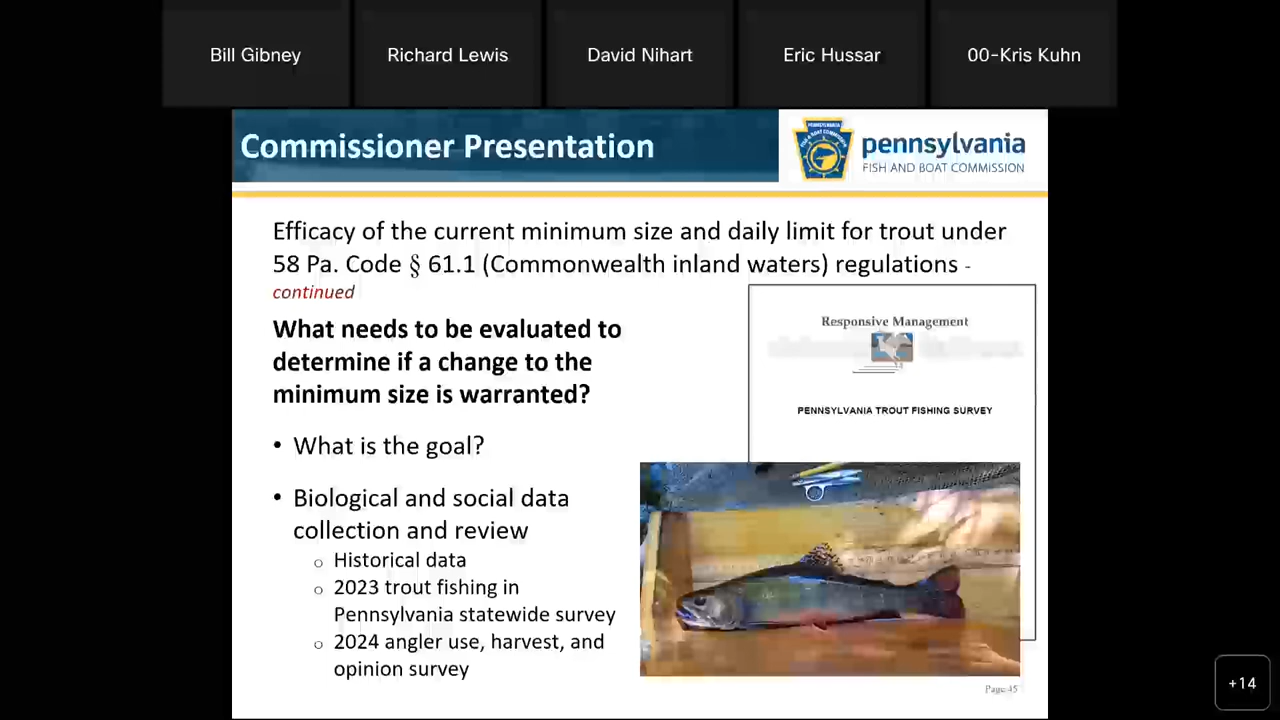 Bill Gibney
Richard Lewis
David Nihart
Eric Hussar
00-Kris Kuhn
Commissioner Presentation
pennsylvania
FISH AND BOAT COMMISSION
Efficacy of the current minimum size and daily limit for trout under
58 Pa. Code § 61.1 (Commonwealth inland waters) regulations -
continued
What needs to be evaluated to
determine if a change to the
minimum size is warranted?
• What is the goal?
• Biological and social data
collection and review
o Historical data
o 2023 trout fishing in
Pennsylvania statewide survey
o 2024 angler use, harvest, and
opinion survey
Responsive Management
PENNSYLVANIA TROUT FISHING SURVEY
Page 45
+14